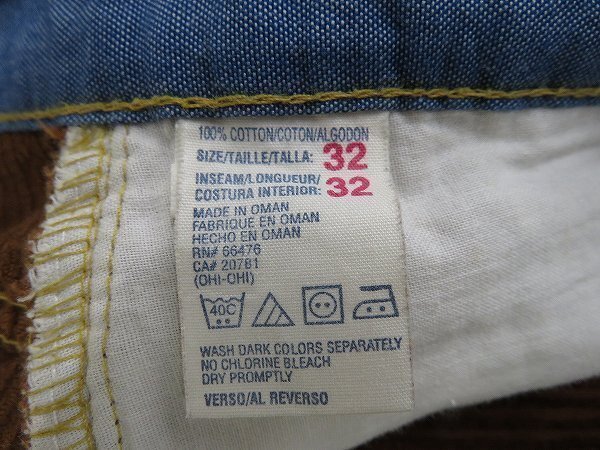 100% COTTON/COTON/ALGODON
SIZE/TAILLE/TALLA: 32
INSEAM/LONGUEUR/
COSTURA INTERIOR: 32
MADE IN OMAN
FABRIQUE EN OMAN
HECHO EN OMAN
RN# 66476
CA# 20781
(OHI-OHI)
40C
WASH DARK COLORS SEPARATELY
NO CHLORINE BLEACH
DRY PROMPTLY
VERSO/AL REVERSO